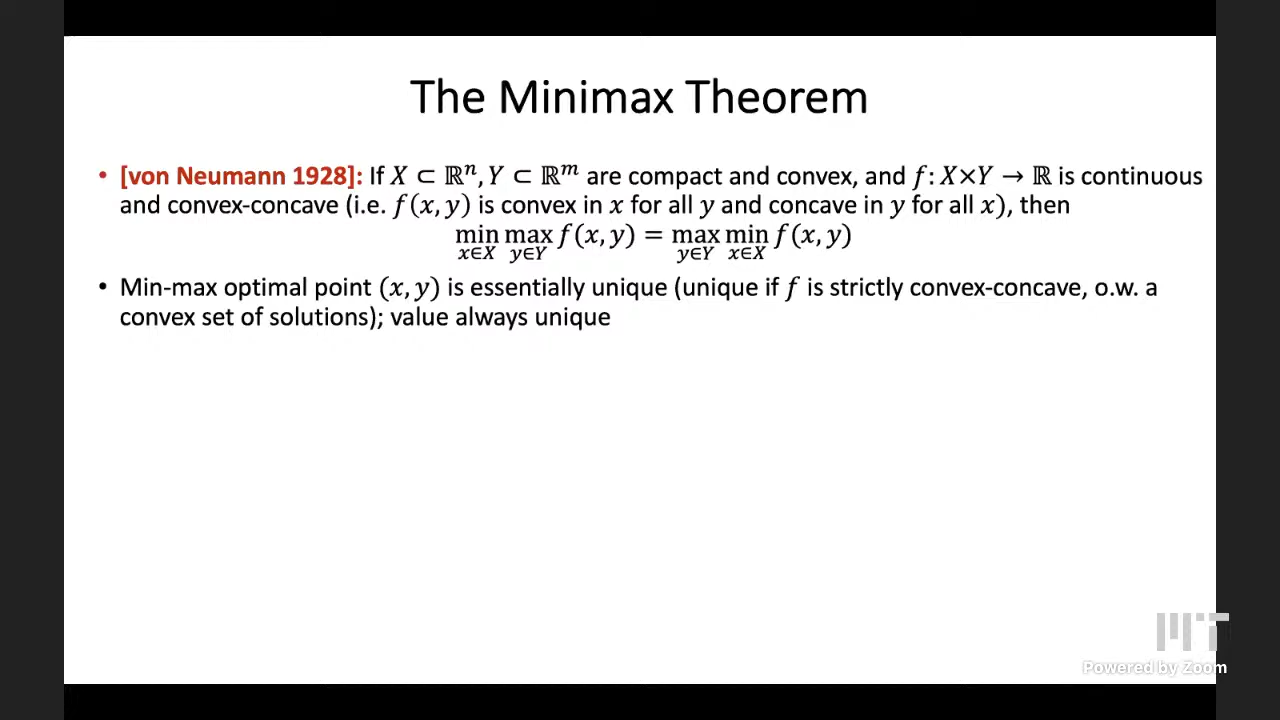 The Minimax Theorem
• [von Neumann 1928]: If 𝑋 ⊂ ℝⁿ, 𝑌 ⊂ ℝᵐ are compact and convex, and 𝑓: 𝑋×𝑌 → ℝ is continuous
and convex-concave (i.e. 𝑓(𝑥, 𝑦) is convex in 𝑥 for all 𝑦 and concave in 𝑦 for all 𝑥), then
min max 𝑓(𝑥, 𝑦) = max min 𝑓(𝑥, 𝑦)
𝑥∈𝑋 𝑦∈𝑌 𝑦∈𝑌 𝑥∈𝑋
• Min-max optimal point (𝑥, 𝑦) is essentially unique (unique if 𝑓 is strictly convex-concave, o.w. a
convex set of solutions); value always unique
MIT
Powered by Zoom